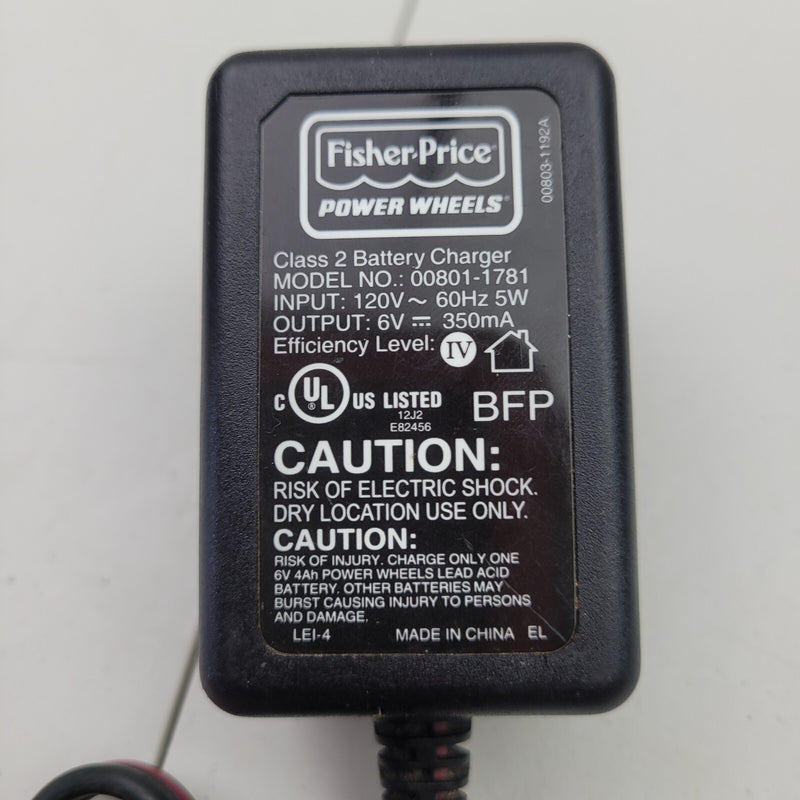 Fisher-Price
POWER WHEELS®
00803-1192A
Class 2 Battery Charger
MODEL NO.: 00801-1781
INPUT: 120V ~ 60Hz 5W
OUTPUT: 6V ⎓ 350mA
Efficiency Level: IV
C UL® US LISTED
12J2
E82456
BFP
CAUTION:
RISK OF ELECTRIC SHOCK.
DRY LOCATION USE ONLY.
CAUTION:
RISK OF INJURY. CHARGE ONLY ONE
6V 4Ah POWER WHEELS LEAD ACID
BATTERY. OTHER BATTERIES MAY
BURST CAUSING INJURY TO PERSONS
AND DAMAGE.
LEI-4 MADE IN CHINA EL